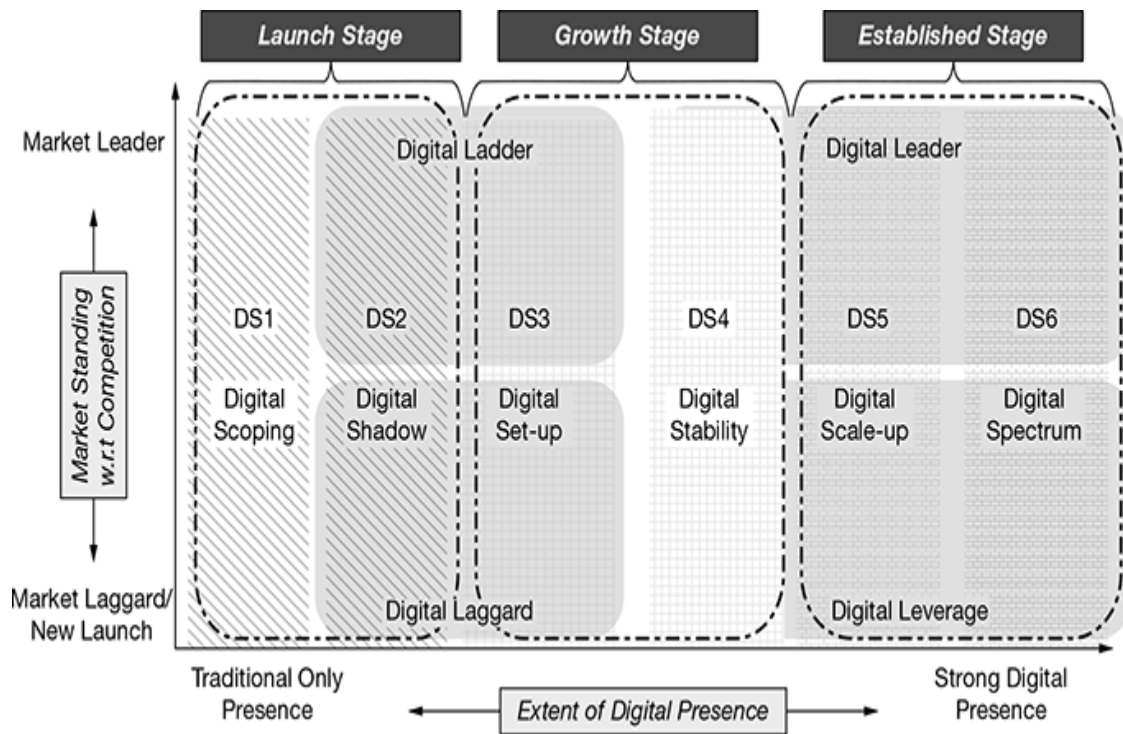 Launch Stage
Growth Stage
Established Stage
Market Leader
Digital Ladder
Digital Leader
Market Standing
w.r.t Competition
DS1
DS2
DS3
DS4
DS5
DS6
Digital
Scoping
Digital
Shadow
Digital
Set-up
Digital
Stability
Digital
Scale-up
Digital
Spectrum
Market Laggard/
New Launch
Digital Laggard
Digital Leverage
Traditional Only
Presence
Extent of Digital Presence
Strong Digital
Presence